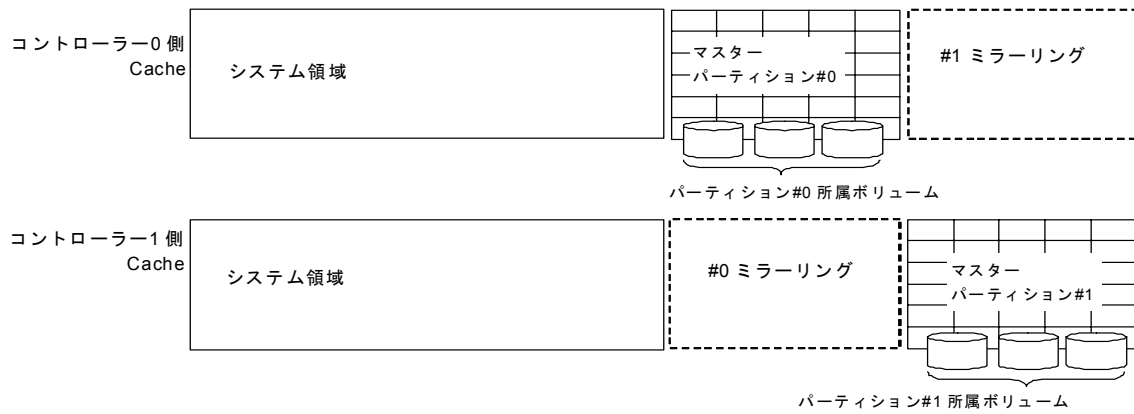 コントローラー0 側
Cache
システム領域
マスター
パーティション#0
#1 ミラーリング
パーティション#0 所属ボリューム
コントローラー1 側
Cache
システム領域
#0 ミラーリング
マスター
パーティション#1
パーティション#1 所属ボリューム